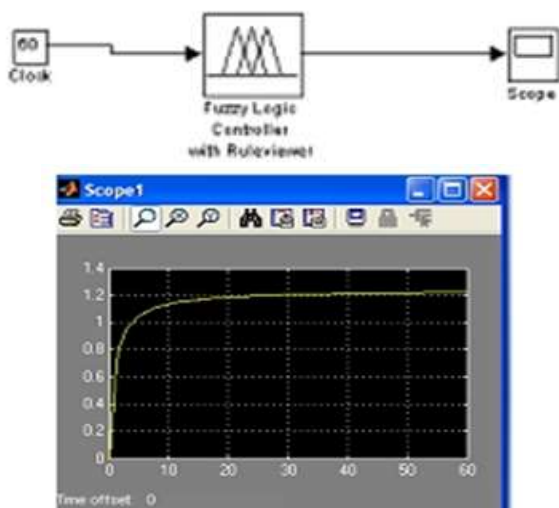 60
Clock
Fuzzy Logic
Controller
with Ruleviewer
Scope
Scope1
1.4
1.2
1
0.8
0.6
0.4
0.2
0
0 10 20 30 40 50 60
Time offset: 0